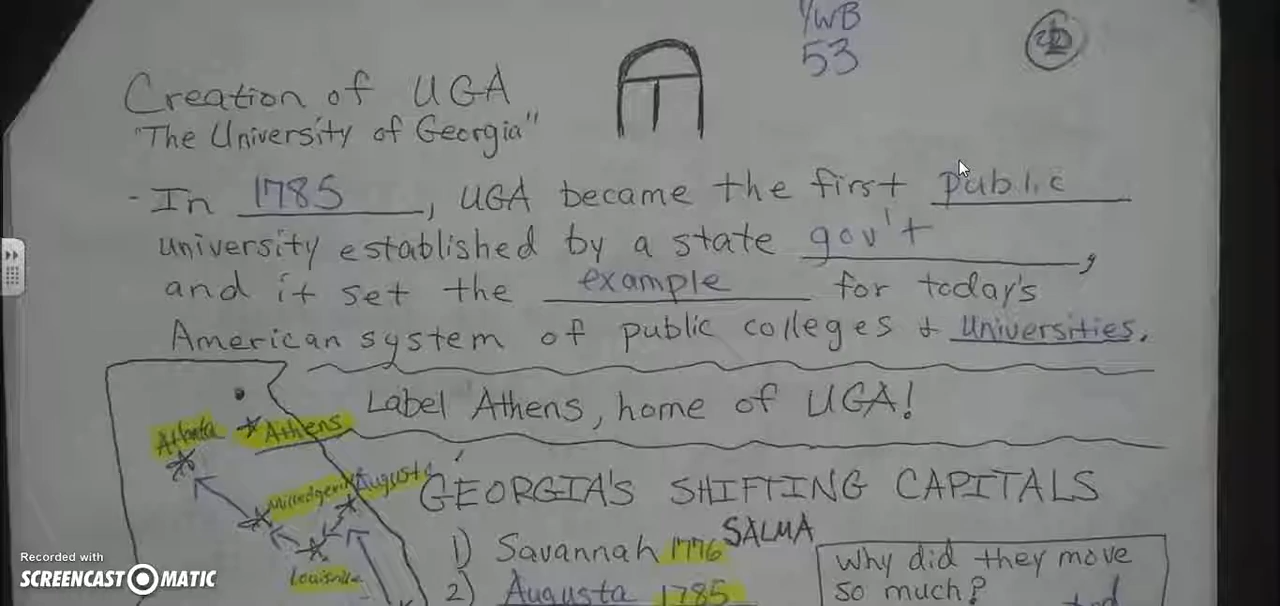 YWB
53
22
Creation of UGA
"The University of Georgia"
- In 1785, UGA became the first public
university established by a state gov't,
and it set the example for today's
American system of public colleges & Universities.
Label Athens, home of UGA!
Atlanta
Athens
Milledgeville
Augusta
Louisville
GEORGIA'S SHIFTING CAPITALS
1) Savannah 1776 SALMA
2) Augusta 1785
Why did they move
so much?
Recorded with
SCREENCAST-O-MATIC